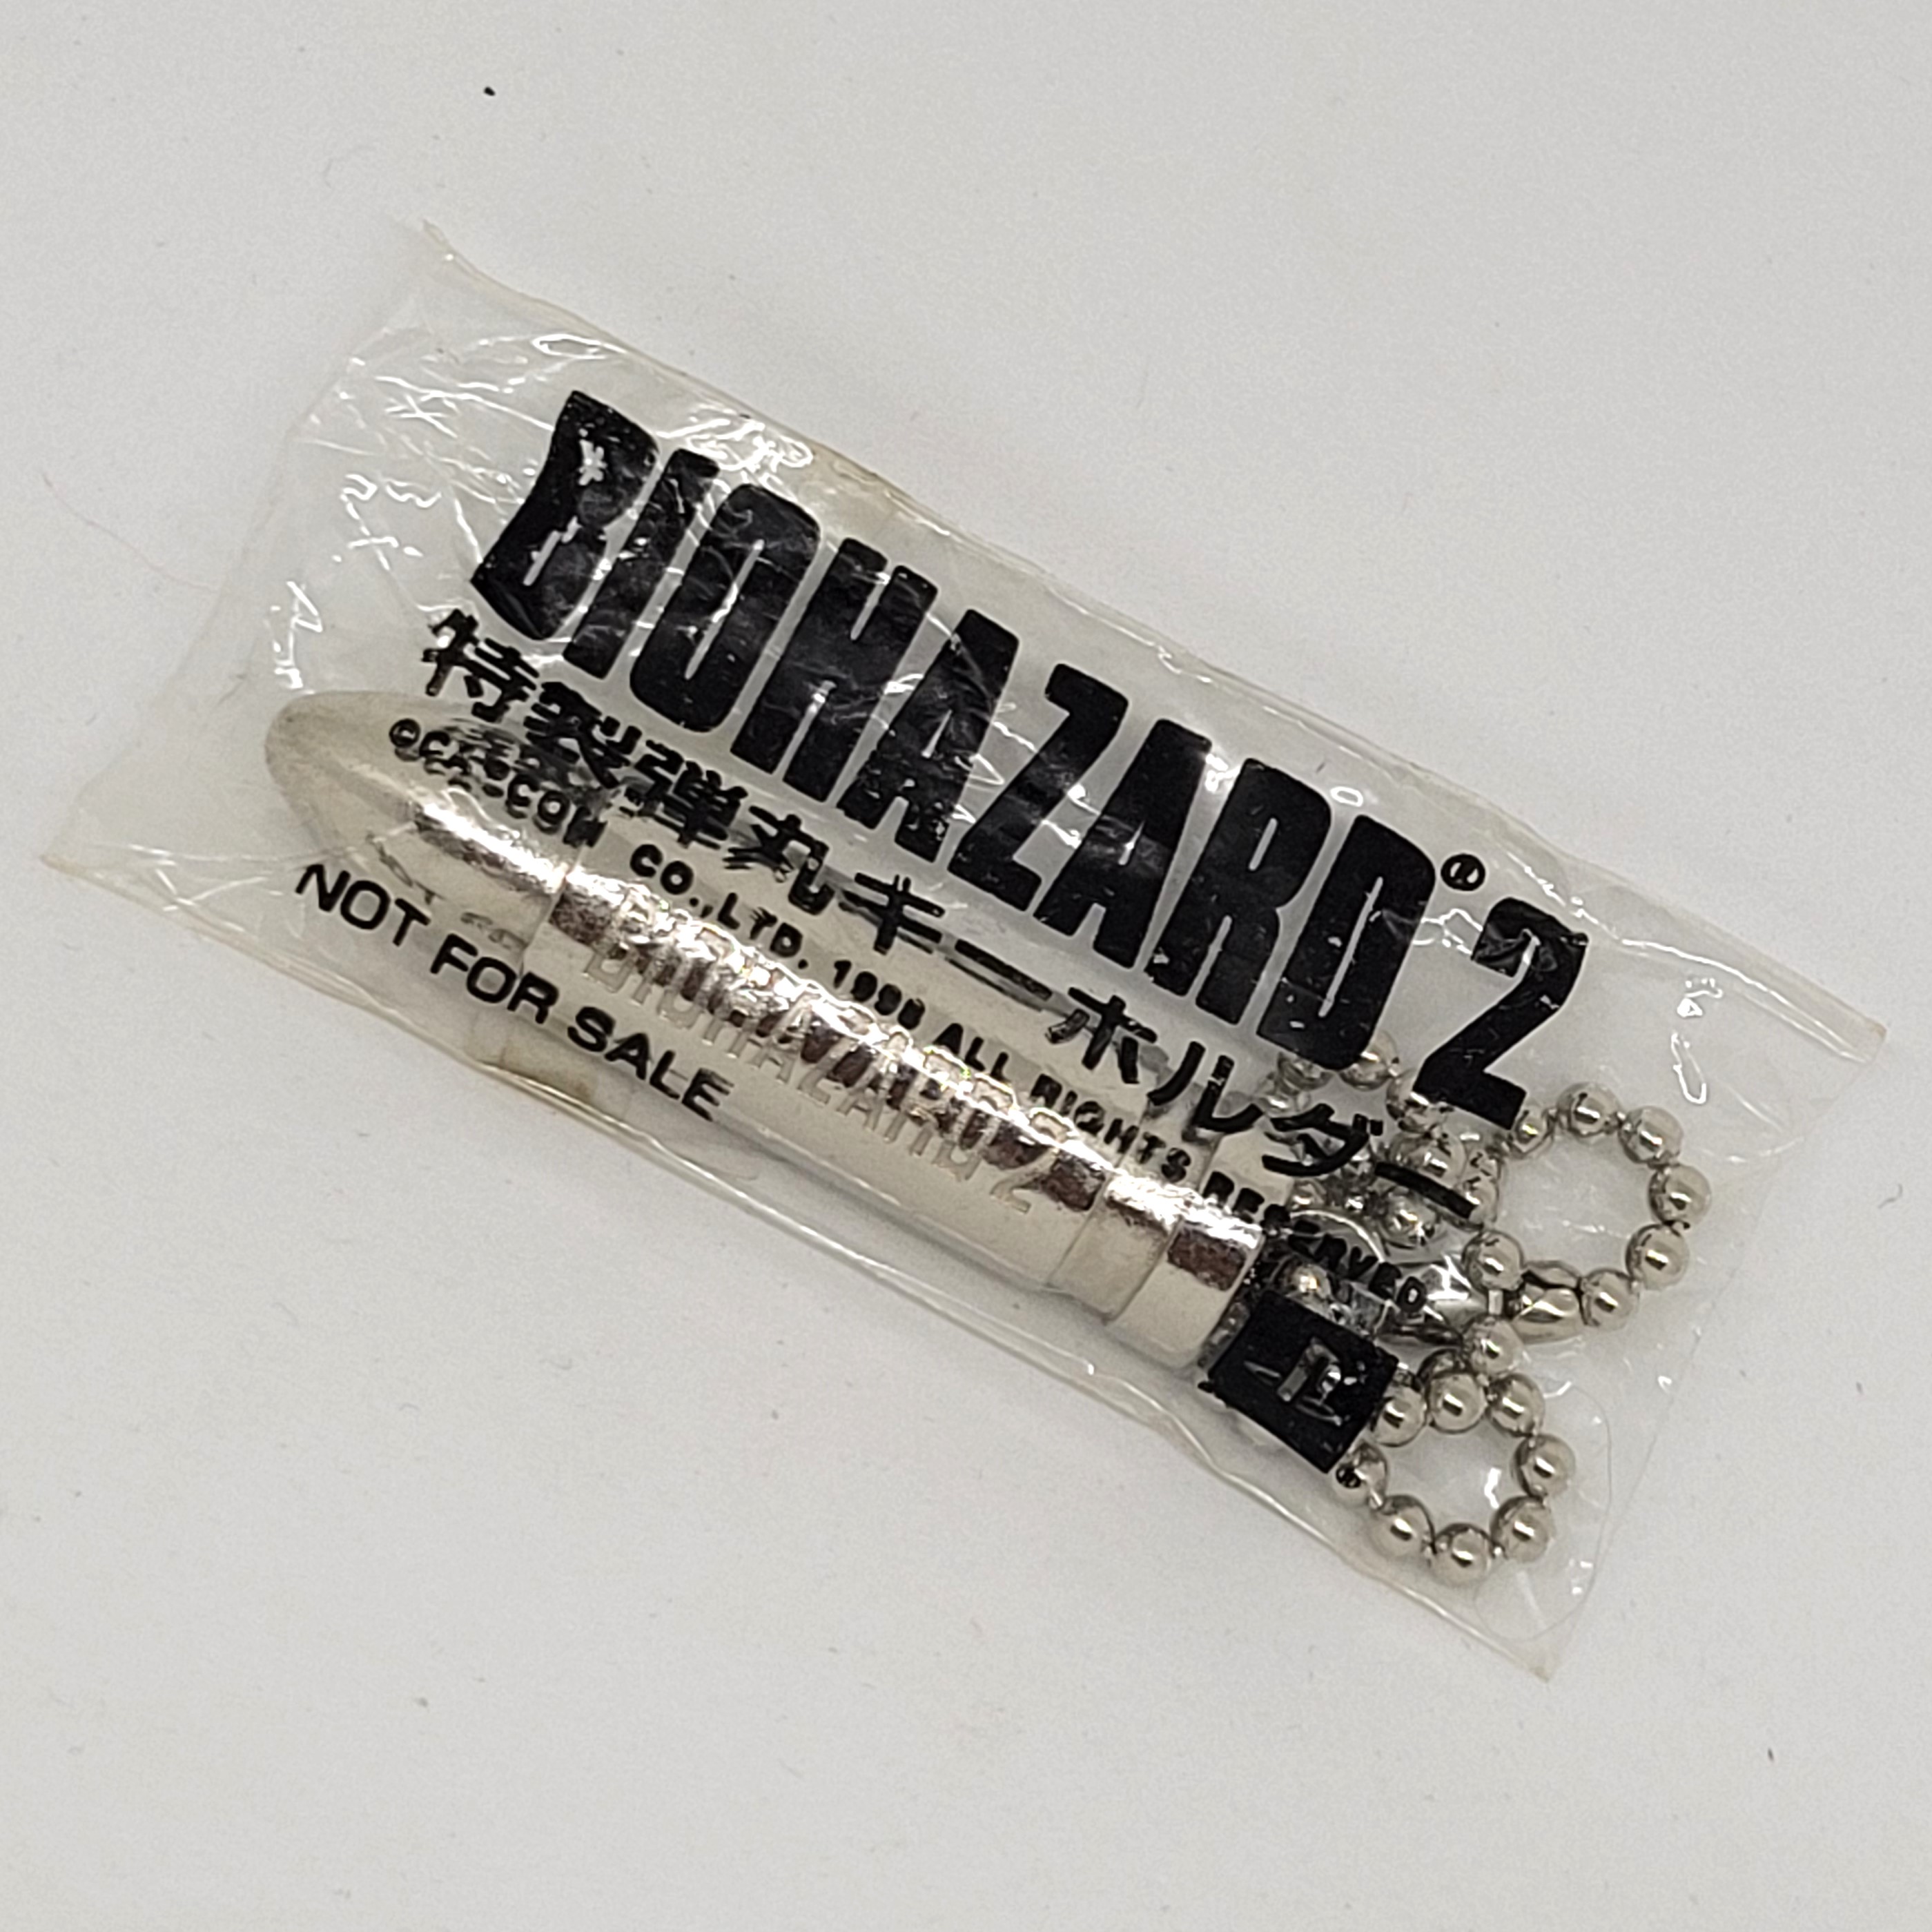 BIOHAZARD® 2
特製弾丸キーホルダー
©CAPCOM CO.,LTD. 1998 ALL RIGHTS RESERVED
NOT FOR SALE
BIOHAZARD 2